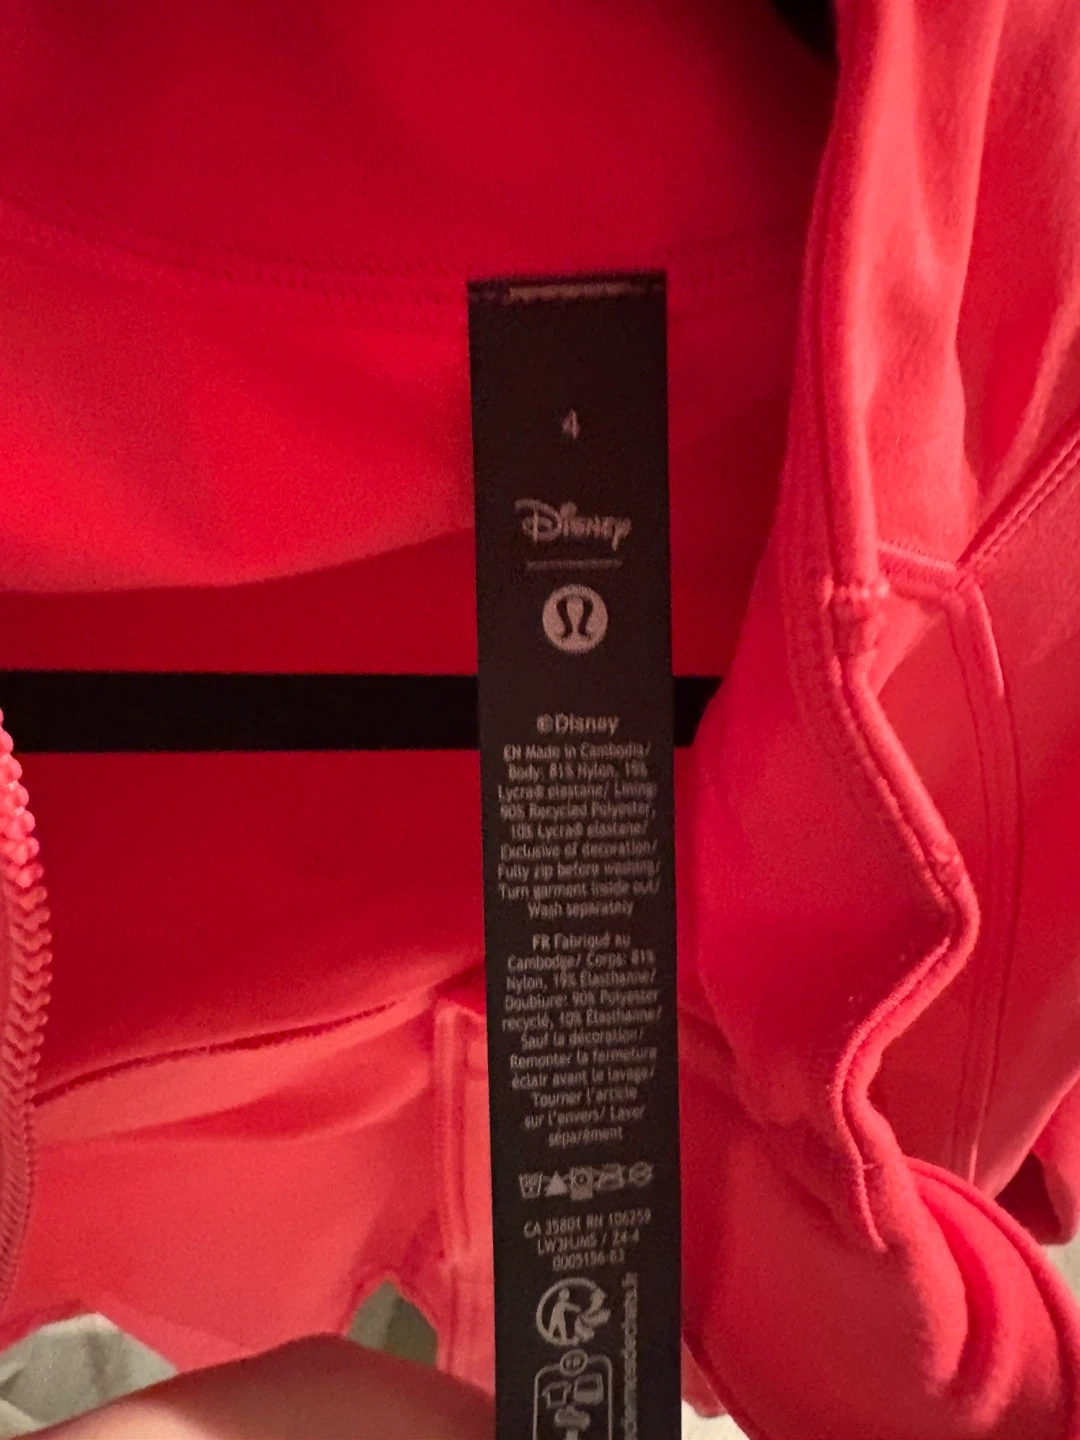 4
Disney
©Disney
EN Made in Cambodia/
Body: 81% Nylon, 19%
Lycra® elastane/ Lining:
90% Recycled Polyester,
10% Lycra® elastane/
Exclusive of decoration/
Fully zip before washing/
Turn garment inside out/
Wash separately
FR Fabriqué au
Cambodge/ Corps: 81%
Nylon, 19% Élasthanne/
Doublure: 90% Polyester
recyclé, 10% Élasthanne/
Sauf la décoration/
Remonter la fermeture
éclair avant le lavage/
Tourner l'article
sur l'envers/ Laver
séparément
CA 35801 RN 106259
/ Z4-4
0005156-63